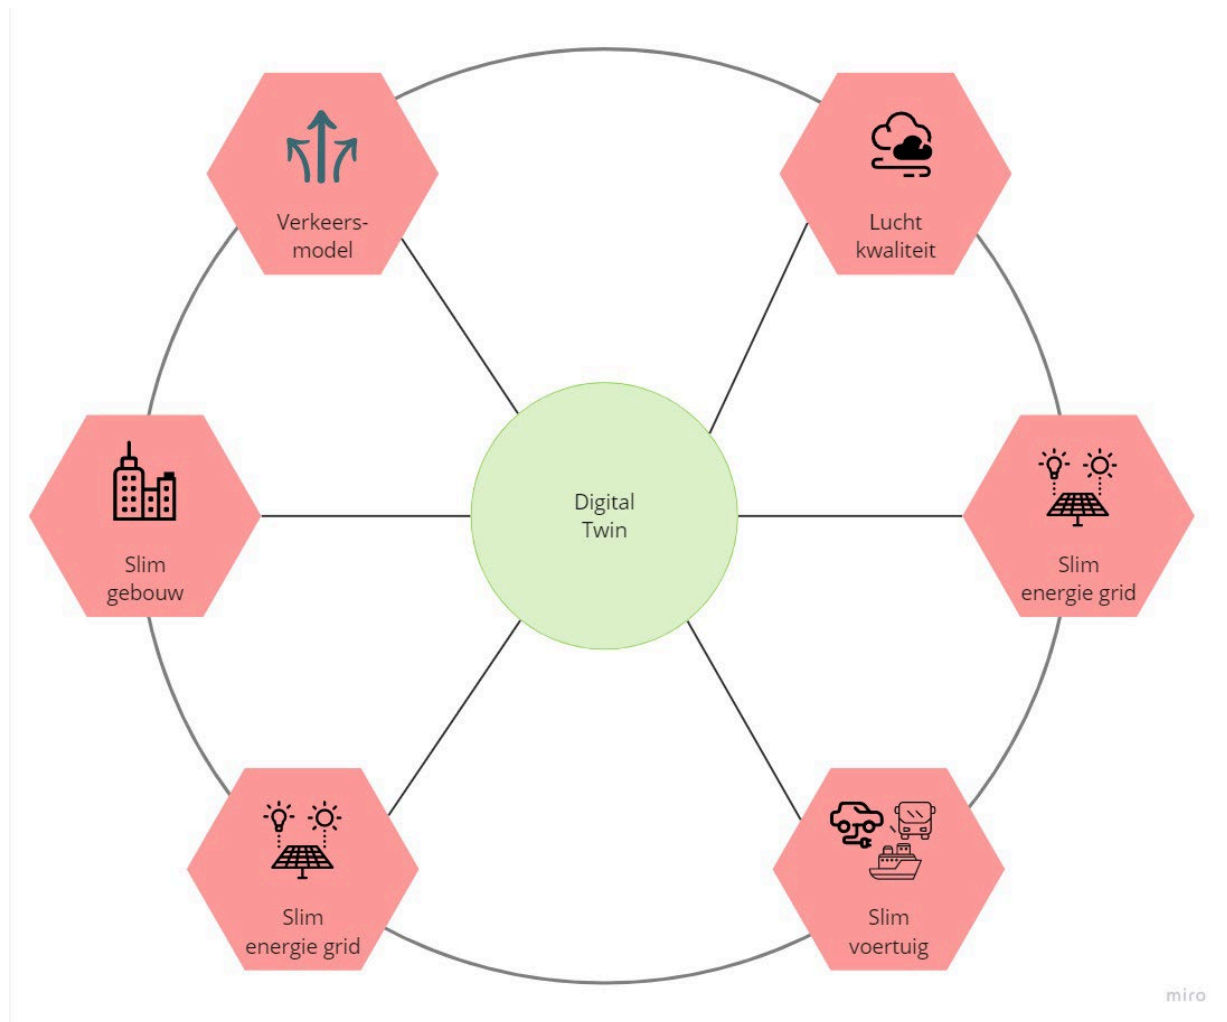 Verkeers-
model
Lucht
kwaliteit
Slim
gebouw
Digital
Twin
Slim
energie grid
Slim
energie grid
Slim
voertuig
miro